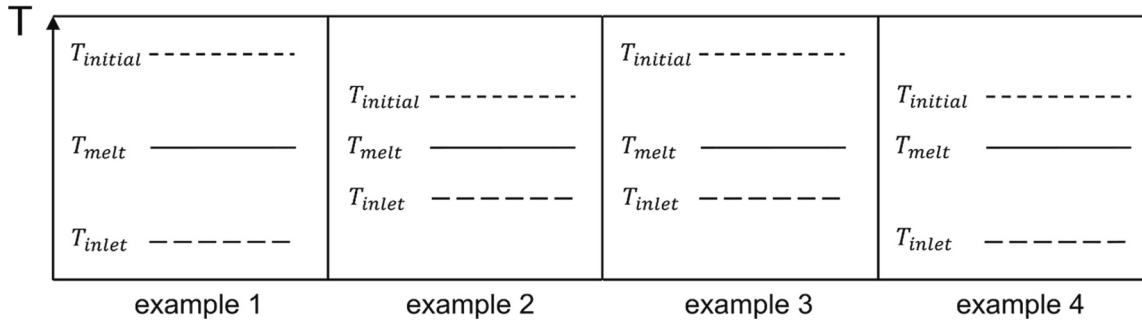 T
T_initial
T_melt
T_inlet
example 1
T_initial
T_melt
T_inlet
example 2
T_initial
T_melt
T_inlet
example 3
T_initial
T_melt
T_inlet
example 4